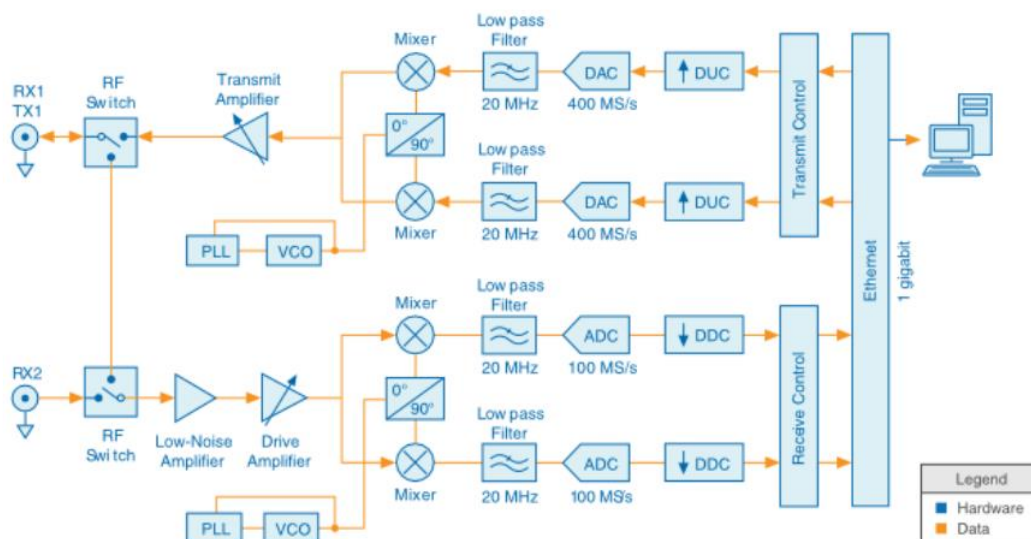 Low pass
Filter
Mixer
20 MHz
DAC
400 MS/s
DUC
RX1
TX1
RF
Switch
Transmit
Amplifier
0°
90°
Low pass
Filter
Mixer
20 MHz
DAC
400 MS/s
DUC
Transmit Control
PLL
VCO
Ethernet
1 gigabit
Low pass
Filter
Mixer
20 MHz
ADC
100 MS/s
DDC
RX2
RF
Switch
Low-Noise
Amplifier
Drive
Amplifier
0°
90°
Low pass
Filter
Mixer
20 MHz
ADC
100 MS/s
DDC
Receive Control
PLL
VCO
Legend
Hardware
Data